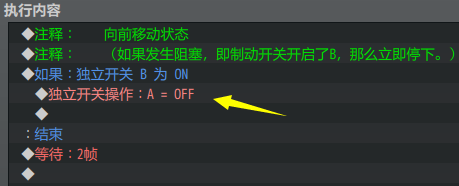 执行内容
◆注释：　　向前移动状态
◆注释：　　（如果发生阻塞，即制动开关开启了B，那么立即停下。）
◆如果：独立开关 B 为 ON
◆独立开关操作：A = OFF
◆
：结束
◆等待：2帧
◆